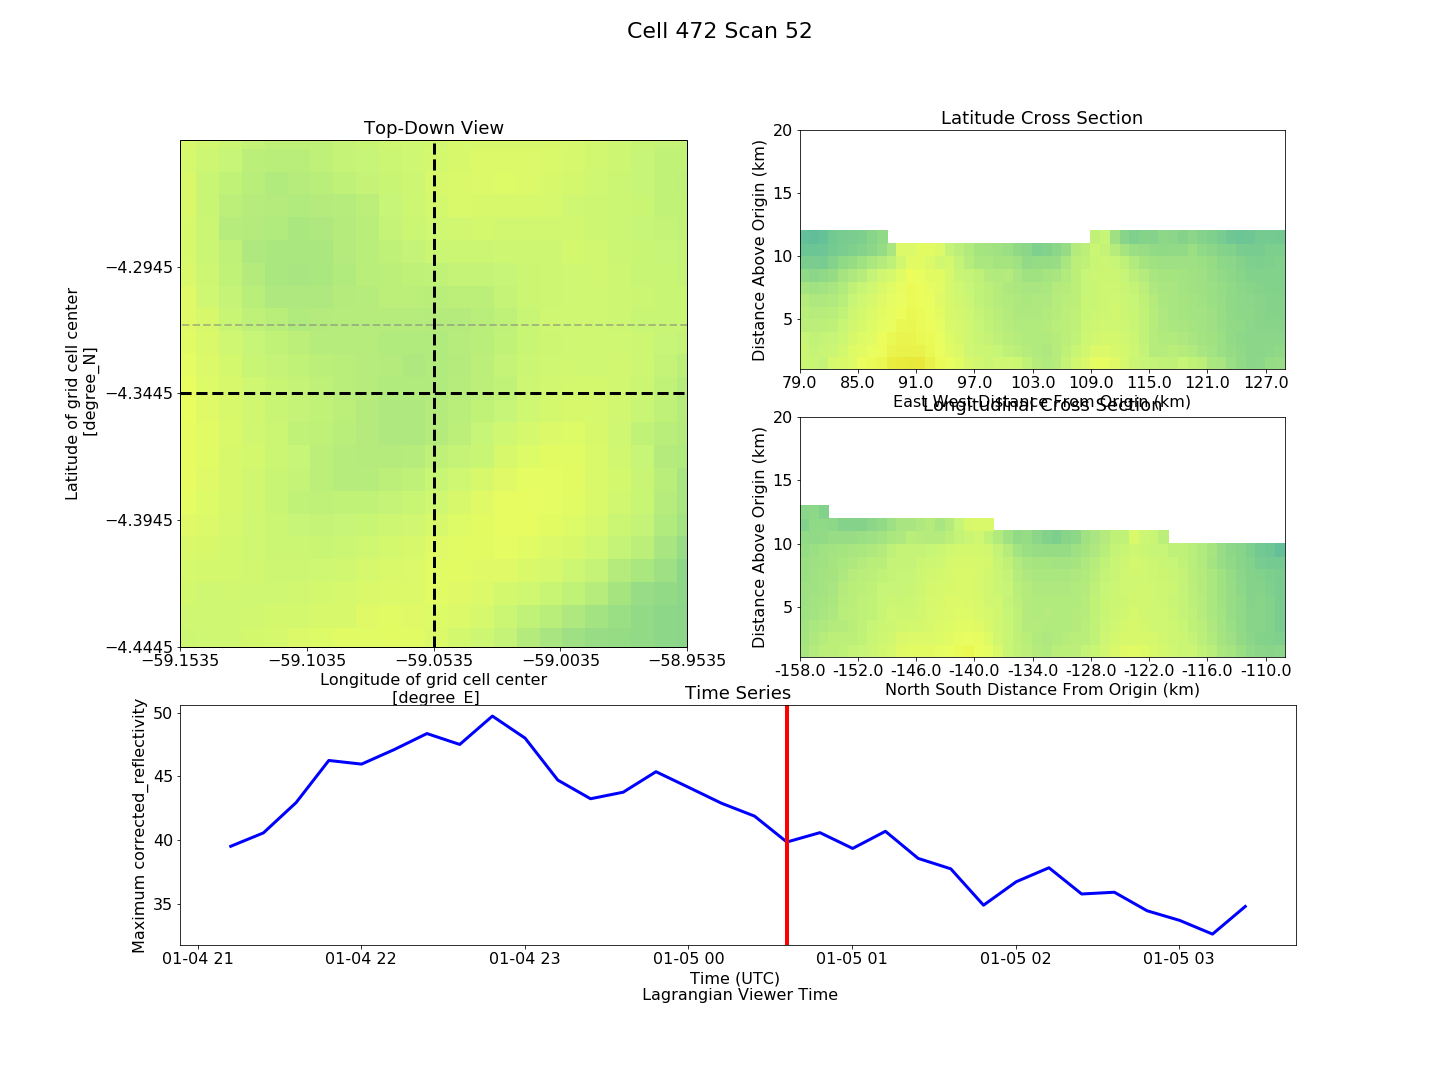 Cell 472 Scan 52
Top-Down View
Latitude of grid cell center
[degree_N]
−4.2945
−4.3445
−4.3945
−4.4445
−59.1535 −59.1035 −59.0535 −59.0035 −58.9535
Longitude of grid cell center
[degree_E]
Latitude Cross Section
Distance Above Origin (km)
20
15
10
5
79.0 85.0 91.0 97.0 103.0 109.0 115.0 121.0 127.0
East West Distance From Origin (km)
Longitudinal Cross Section
Distance Above Origin (km)
20
15
10
5
-158.0 -152.0 -146.0 -140.0 -134.0 -128.0 -122.0 -116.0 -110.0
North South Distance From Origin (km)
Time Series
Maximum corrected_reflectivity
50
45
40
35
01-04 21 01-04 22 01-04 23 01-05 00 01-05 01 01-05 02 01-05 03
Time (UTC)
Lagrangian Viewer Time